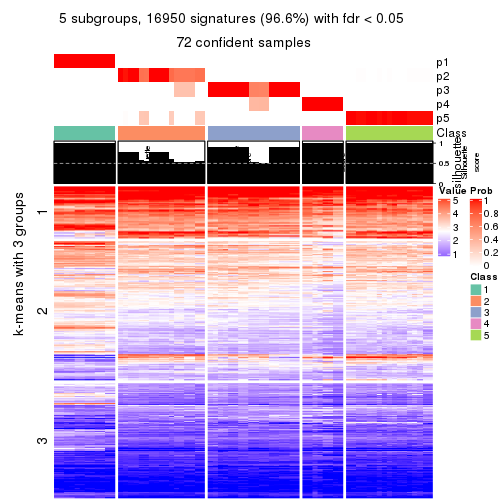 5 subgroups, 16950 signatures (96.6%) with fdr < 0.05
72 confident samples
p1
p2
p3
p4
p5
Class
1
0.5
0
silhouette
Silhouette
score
k-means with 3 groups
1
2
3
Value
5
4
3
2
1
Prob
1
0.8
0.6
0.4
0.2
0
Class
1
2
3
4
5